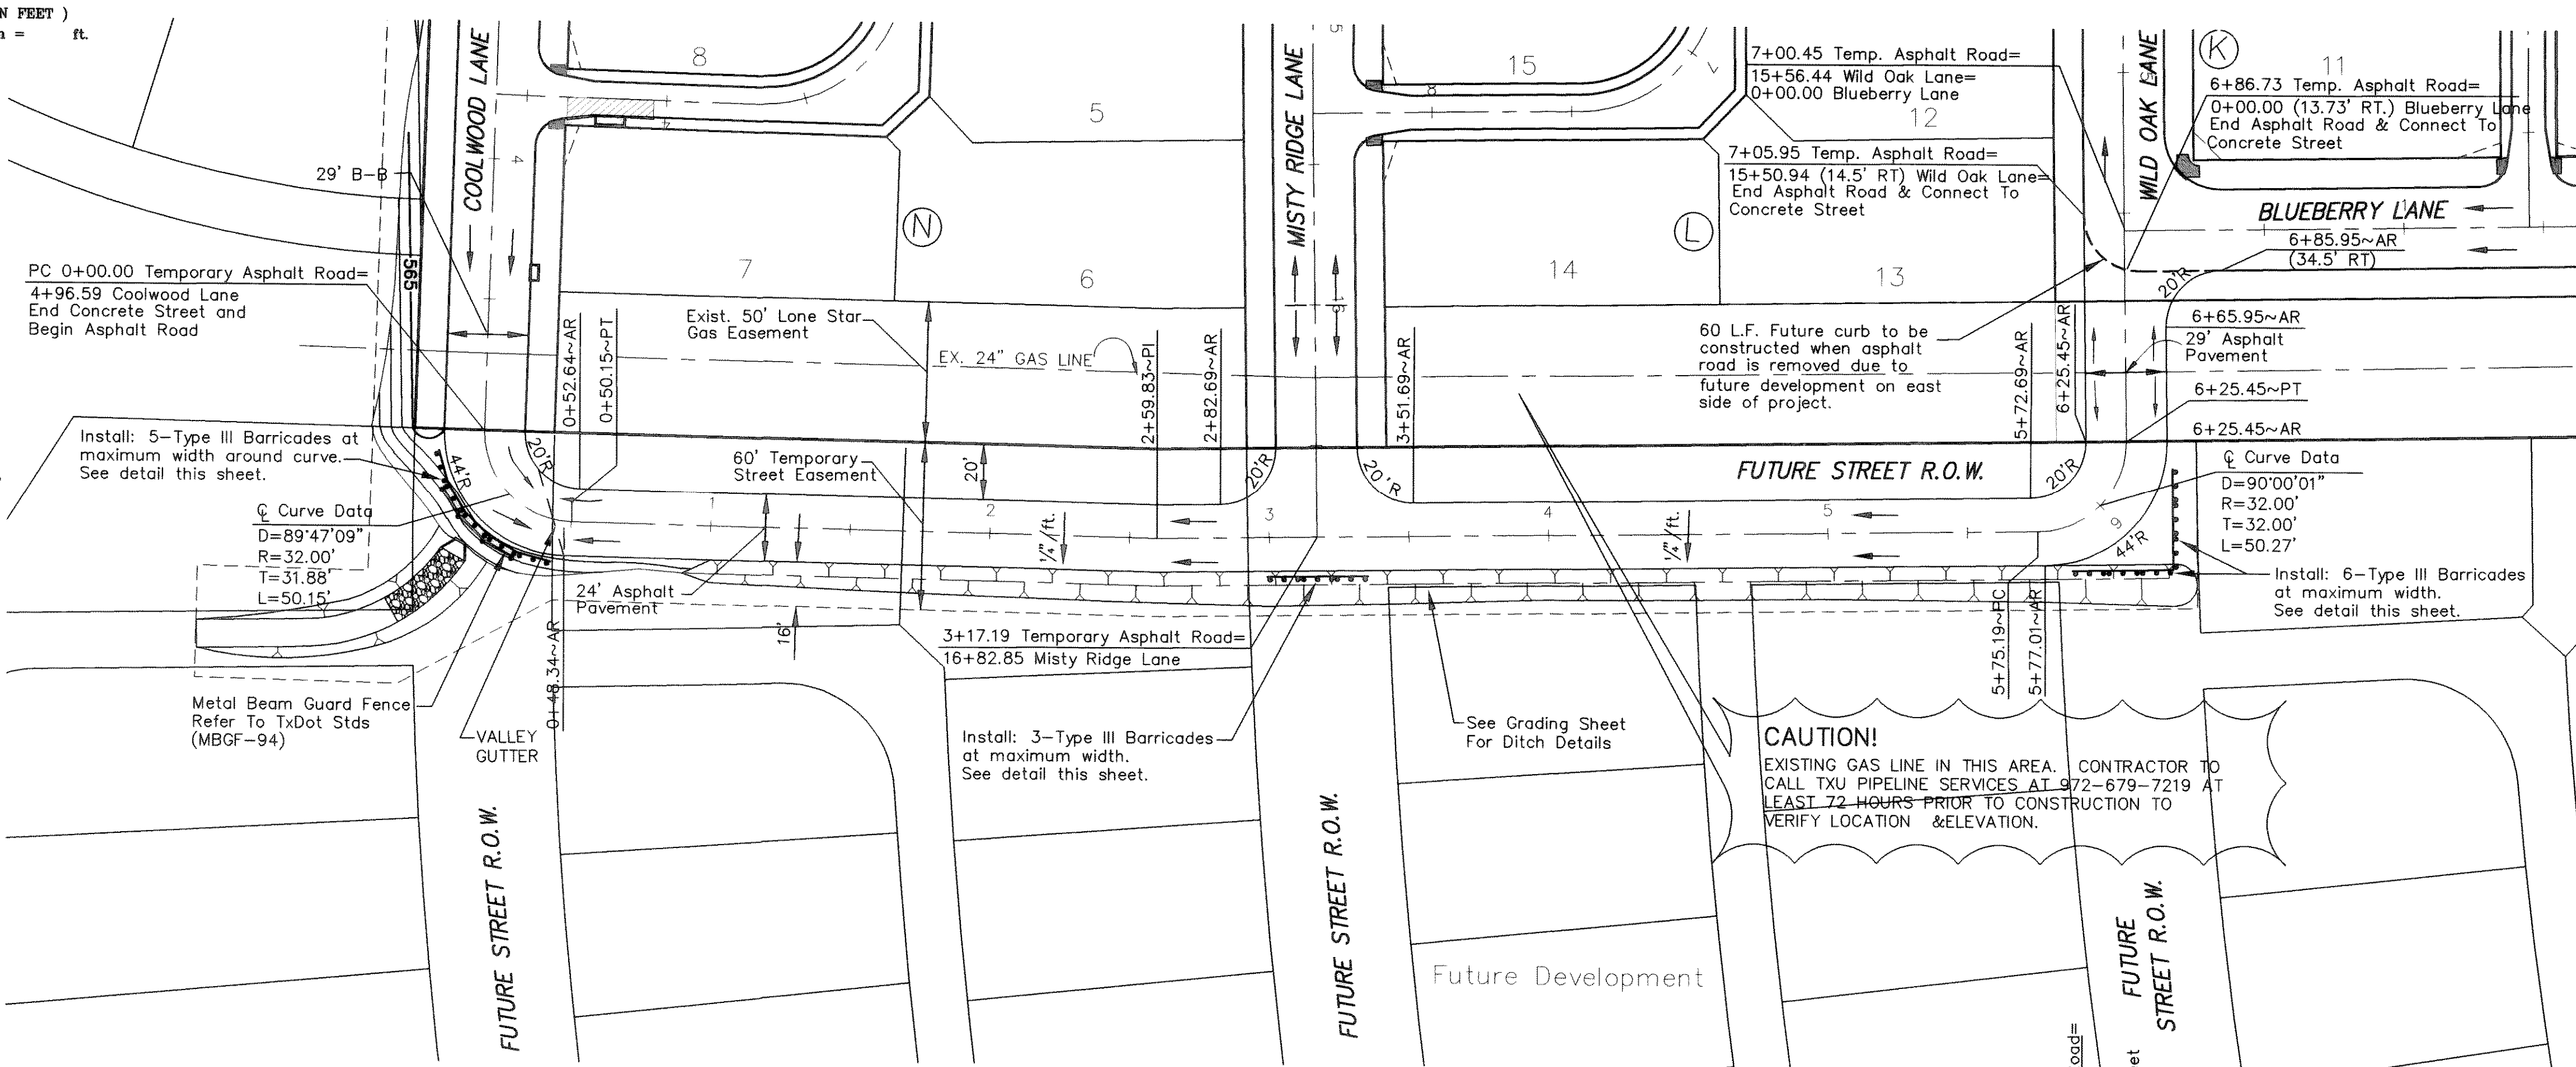 N FEET )
n =      ft.
COOLWOOD LANE
8
5
MISTY RIDGE LANE
5
15
8
7
7+00.45 Temp. Asphalt Road=
15+56.44 Wild Oak Lane=
0+00.00 Blueberry Lane
12
WILD OAK LANE
K
11
6+86.73 Temp. Asphalt Road=
0+00.00 (13.73' RT.) Blueberry Lane
End Asphalt Road & Connect To
Concrete Street
7+05.95 Temp. Asphalt Road=
15+50.94 (14.5' RT) Wild Oak Lane=
End Asphalt Road & Connect To
Concrete Street
29' B-B
4
4
565
N
L
BLUEBERRY LANE
1
6+85.95~AR
(34.5' RT)
20'R
PC 0+00.00 Temporary Asphalt Road=
4+96.59 Coolwood Lane
End Concrete Street and
Begin Asphalt Road
7
6
14
13
16
0+52.64~AR
0+50.15~PT
Exist. 50' Lone Star
Gas Easement
EX. 24" GAS LINE
2+59.83~PI
2+82.69~AR
3+51.69~AR
60 L.F. Future curb to be
constructed when asphalt
road is removed due to
future development on east
side of project.
5+72.69~AR
6+25.45~AR
6+65.95~AR
29' Asphalt
Pavement
6+25.45~PT
6+25.45~AR
Install: 5-Type III Barricades at
maximum width around curve.
See detail this sheet.
44'R
20'R
60' Temporary
Street Easement
20'
20'R
20'R
FUTURE STREET R.O.W.
20'R
℄ Curve Data
D=90°00'01"
R=32.00'
T=32.00'
L=50.27'
℄ Curve Data
D=89°47'09"
R=32.00'
T=31.88'
L=50.15'
1
2
3
4
5
6
1/4"/ft.
1/4"/ft.
44'R
24' Asphalt
Pavement
16'
0+48.34~AR
3+17.19 Temporary Asphalt Road=
16+82.85 Misty Ridge Lane
5+75.19~PC
5+77.01~AR
Install: 6-Type III Barricades
at maximum width.
See detail this sheet.
Metal Beam Guard Fence
Refer To TxDot Stds
(MBGF-94)
VALLEY
GUTTER
Install: 3-Type III Barricades
at maximum width.
See detail this sheet.
See Grading Sheet
For Ditch Details
CAUTION!
EXISTING GAS LINE IN THIS AREA.  CONTRACTOR TO
CALL TXU PIPELINE SERVICES AT 972-679-7219 AT
LEAST 72 HOURS PRIOR TO CONSTRUCTION TO
VERIFY LOCATION  &ELEVATION.
FUTURE STREET R.O.W.
FUTURE STREET R.O.W.
Future Development
FUTURE
STREET R.O.W.
oad=
et